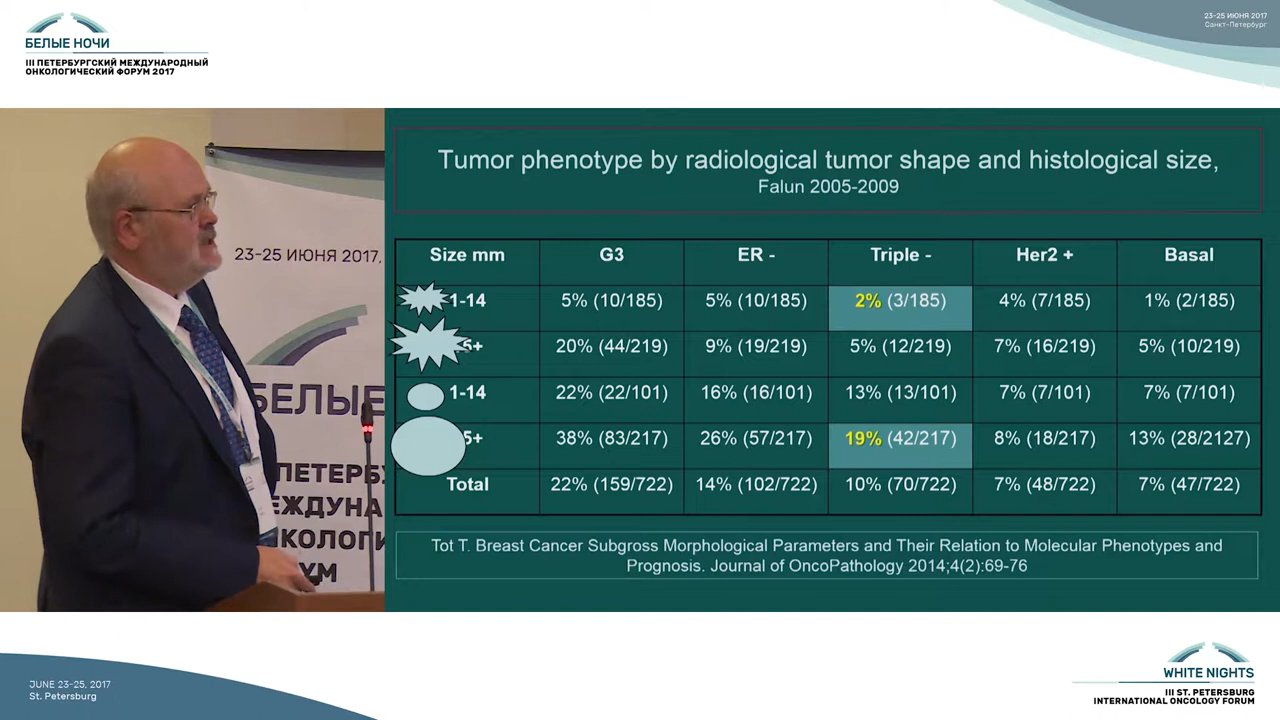 23-25 ИЮНЯ 2017
Санкт-Петербург
БЕЛЫЕ НОЧИ
III ПЕТЕРБУРГСКИЙ МЕЖДУНАРОДНЫЙ
ОНКОЛОГИЧЕСКИЙ ФОРУМ 2017
Tumor phenotype by radiological tumor shape and histological size,
Falun 2005-2009
Size mm G3 ER - Triple - Her2 + Basal
1-14 5% (10/185) 5% (10/185) 2% (3/185) 4% (7/185) 1% (2/185)
5+ 20% (44/219) 9% (19/219) 5% (12/219) 7% (16/219) 5% (10/219)
1-14 22% (22/101) 16% (16/101) 13% (13/101) 7% (7/101) 7% (7/101)
5+ 38% (83/217) 26% (57/217) 19% (42/217) 8% (18/217) 13% (28/2127)
Total 22% (159/722) 14% (102/722) 10% (70/722) 7% (48/722) 7% (47/722)
Tot T. Breast Cancer Subgross Morphological Parameters and Their Relation to Molecular Phenotypes and
Prognosis. Journal of OncoPathology 2014;4(2):69-76
23-25 ИЮНЯ 2017,
БЕЛЫЕ
ПЕТЕРБУ
ЕЖДУНА
НКОЛОГИ
УМ
JUNE 23-25, 2017
St. Petersburg
WHITE NIGHTS
III ST. PETERSBURG
INTERNATIONAL ONCOLOGY FORUM